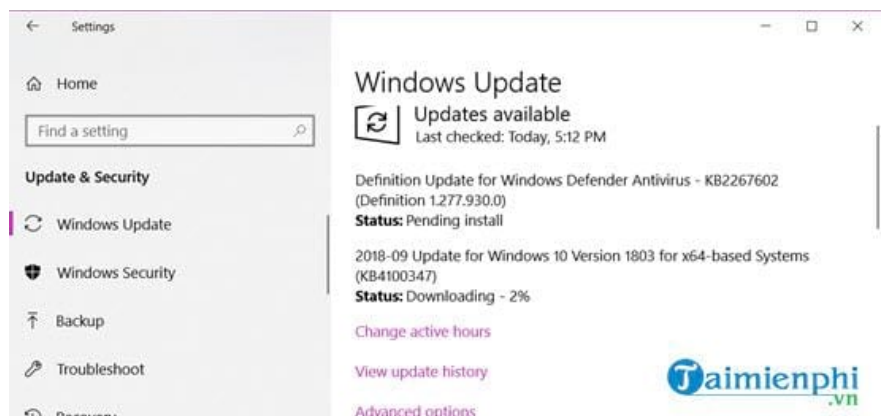 Settings
Home
Find a setting
Update & Security
Windows Update
Windows Security
Backup
Troubleshoot
Recovery
Windows Update
Updates available
Last checked: Today, 5:12 PM
Definition Update for Windows Defender Antivirus - KB2267602
(Definition 1.277.930.0)
Status: Pending install
2018-09 Update for Windows 10 Version 1803 for x64-based Systems
(KB4100347)
Status: Downloading - 2%
Change active hours
View update history
Advanced options
Taimienphi
.vn